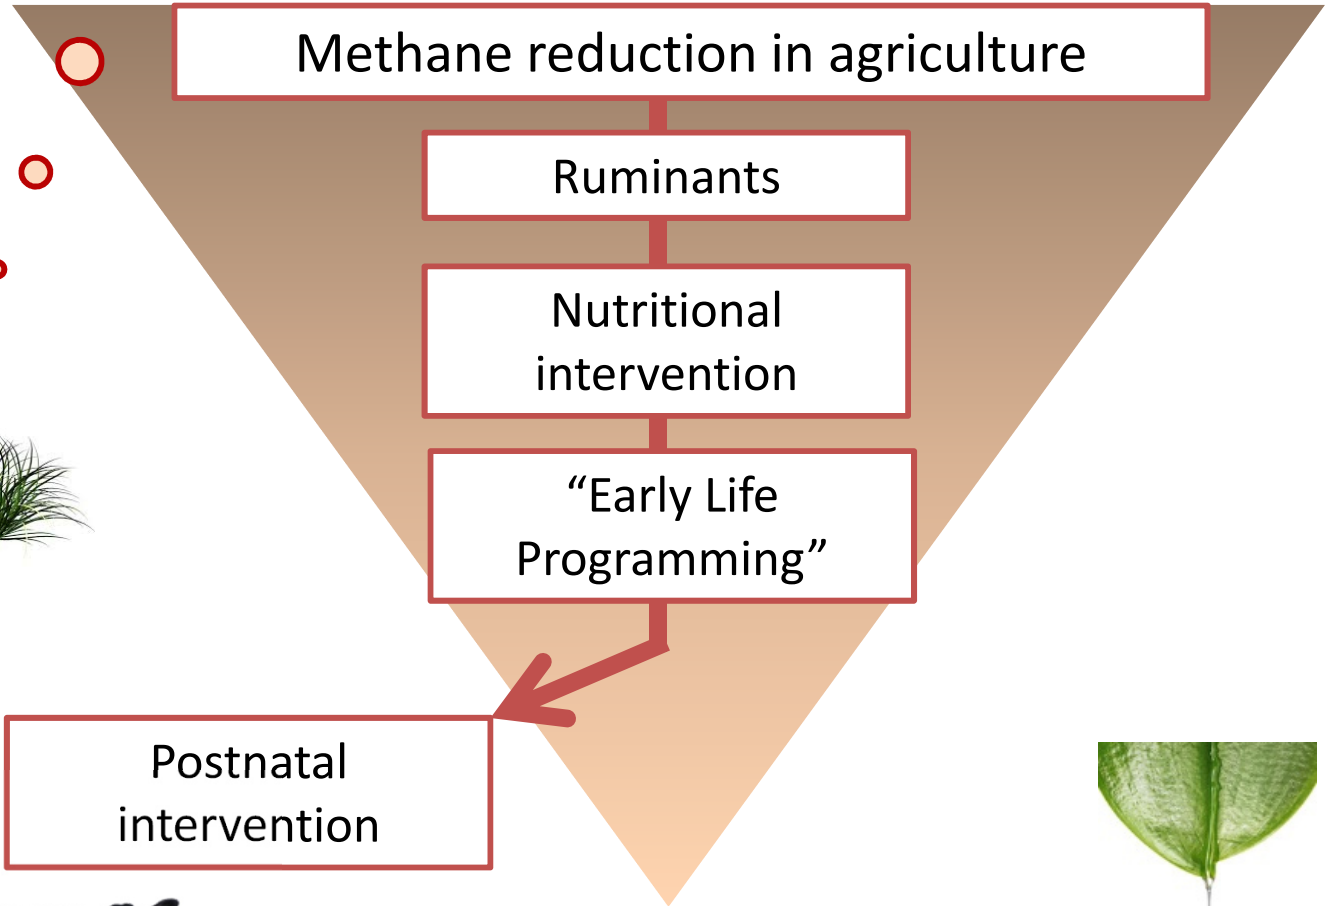 Methane reduction in agriculture
Ruminants
Nutritional
intervention
“Early Life
Programming”
Postnatal
intervention